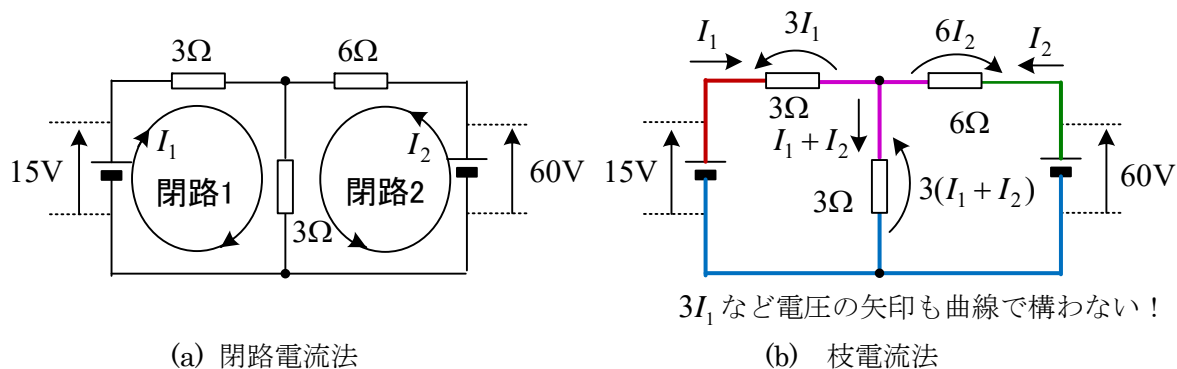 3Ω
6Ω
15V
I₁
閉路1
I₂
閉路2
60V
3Ω
(a) 閉路電流法
I₁
3I₁
6I₂
I₂
3Ω
6Ω
I₁ + I₂
15V
3Ω
3(I₁ + I₂)
60V
3I₁ など電圧の矢印も曲線で構わない！
(b) 枝電流法